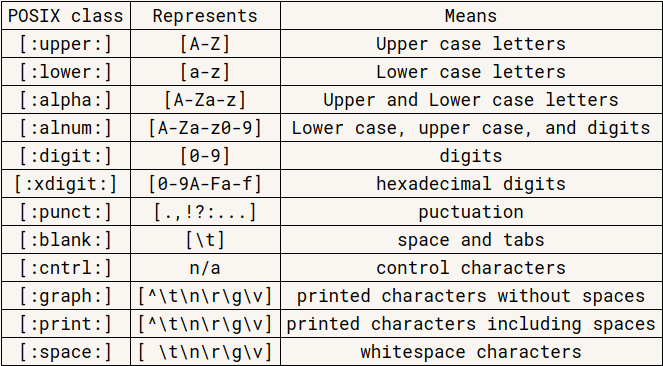 POSIX class Represents Means
[:upper:] [A-Z] Upper case letters
[:lower:] [a-z] Lower case letters
[:alpha:] [A-Za-z] Upper and Lower case letters
[:alnum:] [A-Za-z0-9] Lower case, upper case, and digits
[:digit:] [0-9] digits
[:xdigit:] [0-9A-Fa-f] hexadecimal digits
[:punct:] [.,!?:...] puctuation
[:blank:] [\t] space and tabs
[:cntrl:] n/a control characters
[:graph:] [^\t\n\r\g\v] printed characters without spaces
[:print:] [^\t\n\r\g\v] printed characters including spaces
[:space:] [ \t\n\r\g\v] whitespace characters